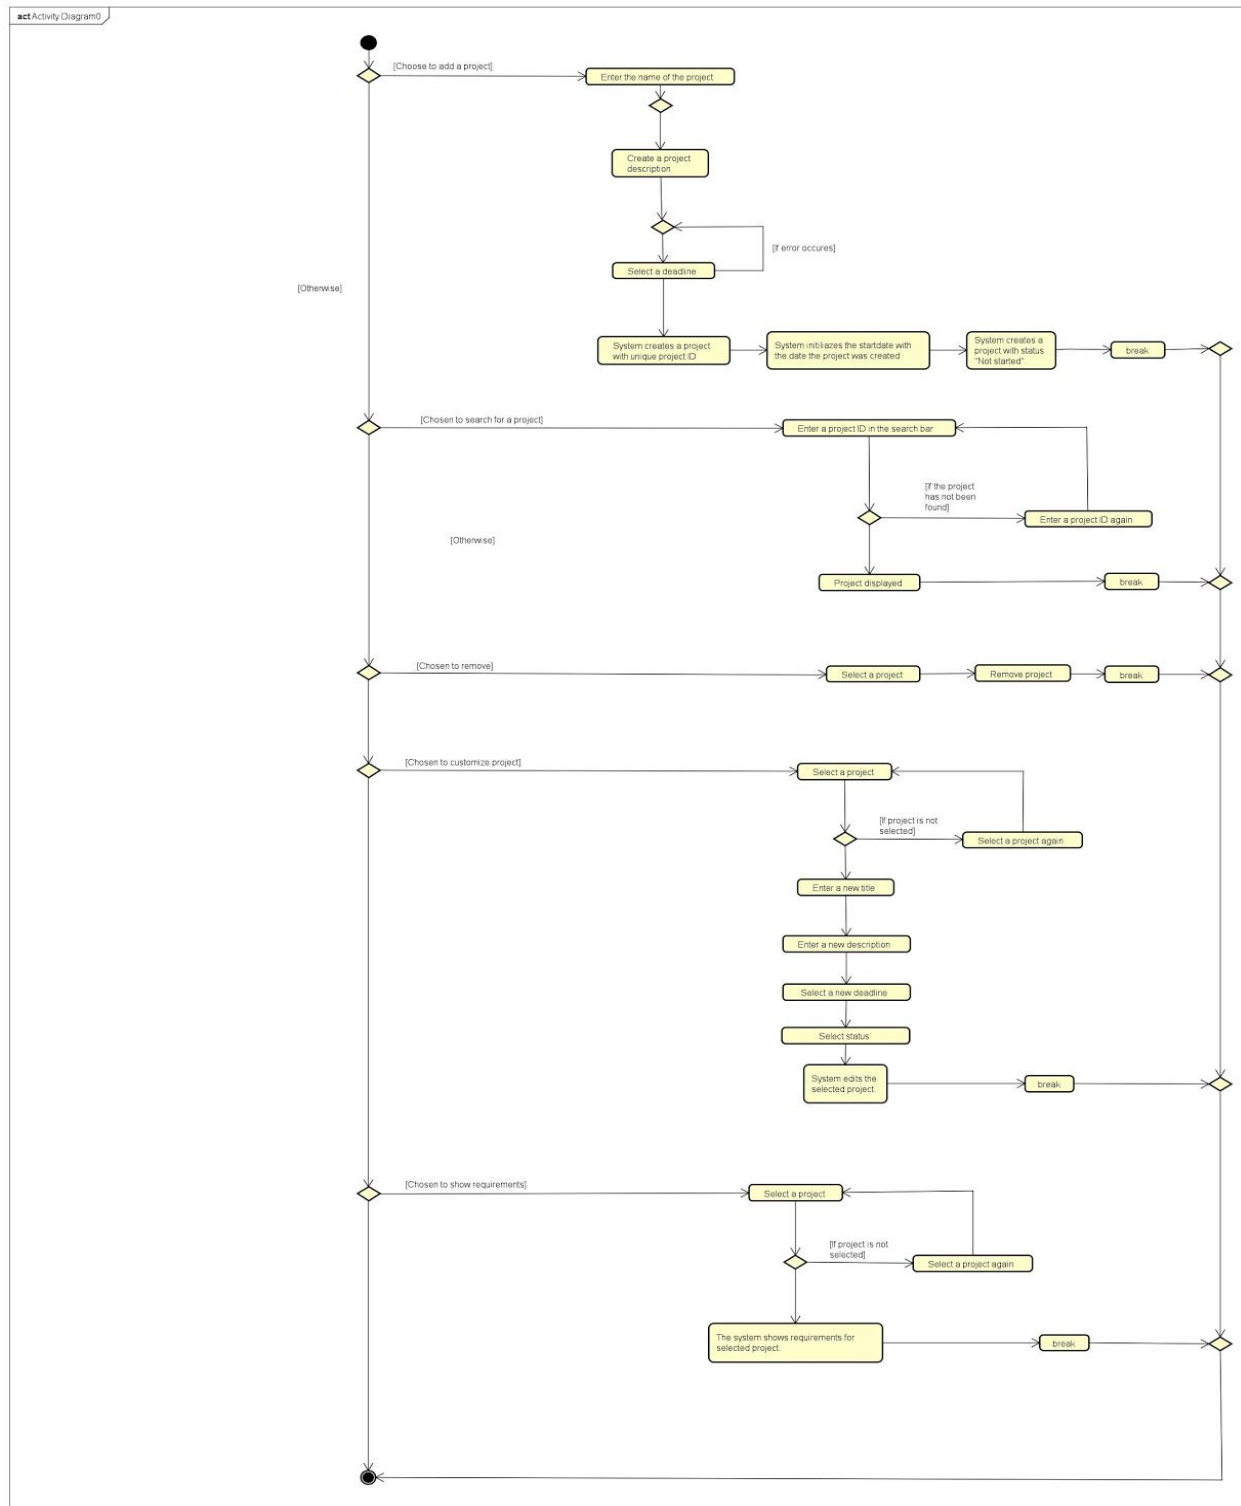 act Activity Diagram0
[Choose to add a project]
Enter the name of the project
Create a project
description
[If error occures]
Select a deadline
[Otherwise]
System creates a project
with unique project ID
System initiliazes the startdate with
the date the project was created
System creates a
project with status
"Not started".
break
[Chosen to search for a project]
Enter a project ID in the search bar
[If the project
has not been
found]
Enter a project ID again
[Otherwise]
Project displayed
break
[Chosen to remove]
Select a project
Remove project
break
[Chosen to customize project]
Select a project
[If project is not
selected]
Select a project again
Enter a new title
Enter a new description
Select a new deadline
Select status
System edits the
selected project.
break
[Chosen to show requirements]
Select a project
[If project is not
selected]
Select a project again
The system shows requirements for
selected project.
break